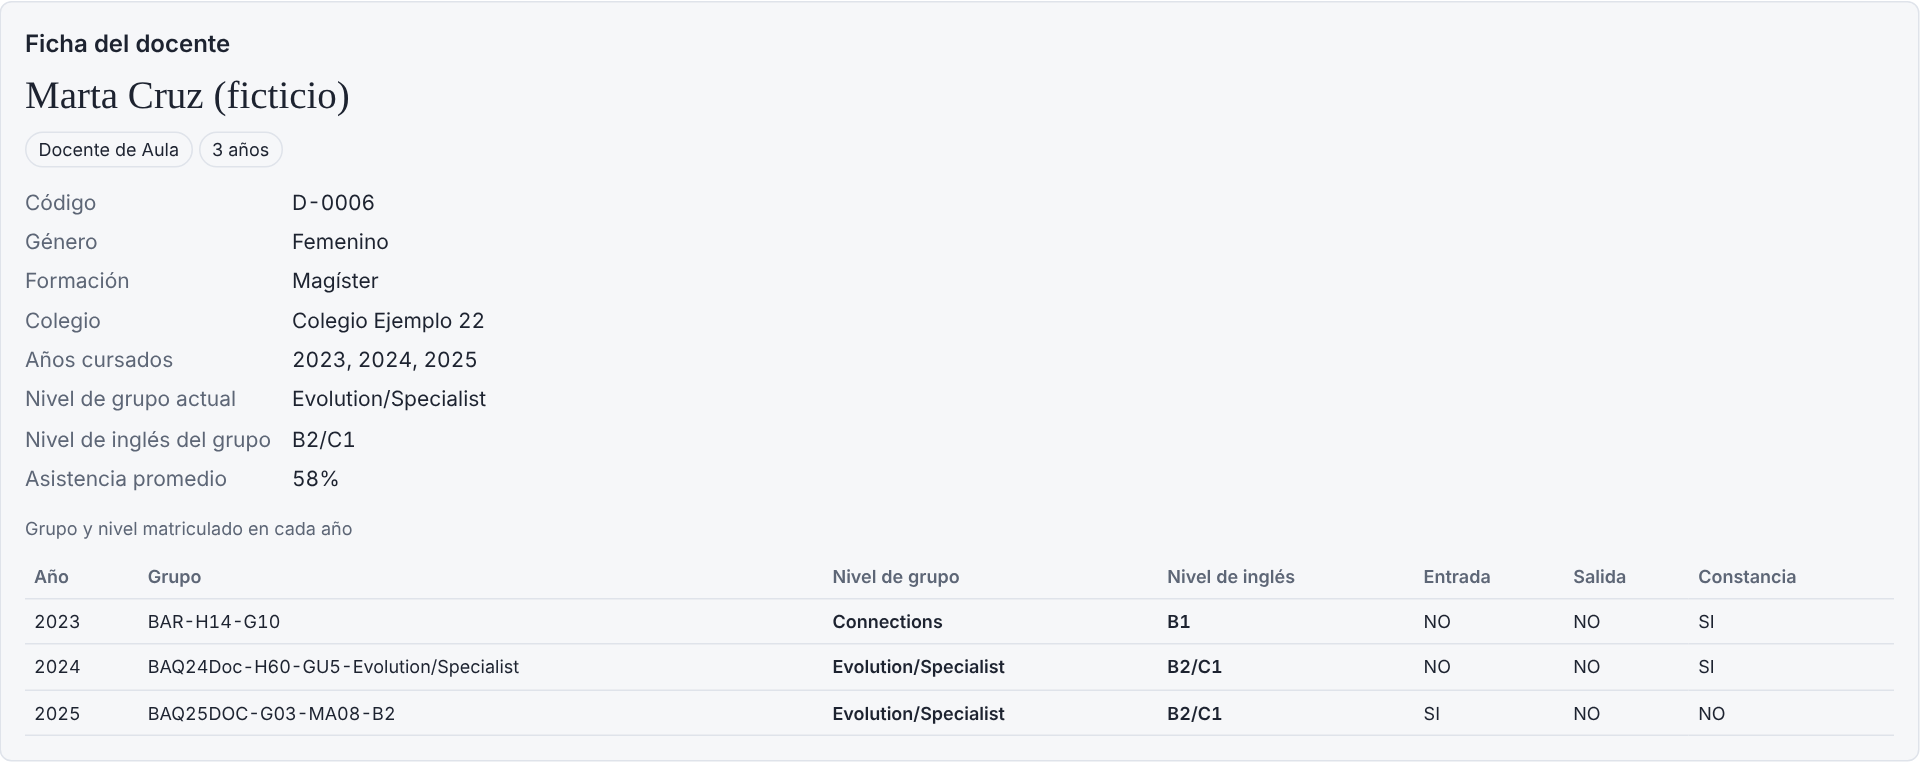 Ficha del docente
Marta Cruz (ficticio)
Docente de Aula 3 años
Código D-0006
Género Femenino
Formación Magíster
Colegio Colegio Ejemplo 22
Años cursados 2023, 2024, 2025
Nivel de grupo actual Evolution/Specialist
Nivel de inglés del grupo B2/C1
Asistencia promedio 58%
Grupo y nivel matriculado en cada año
Año Grupo Nivel de grupo Nivel de inglés Entrada Salida Constancia
2023 BAR-H14-G10 Connections B1 NO NO SI
2024 BAQ24Doc-H60-GU5-Evolution/Specialist Evolution/Specialist B2/C1 NO NO SI
2025 BAQ25DOC-G03-MA08-B2 Evolution/Specialist B2/C1 SI NO NO